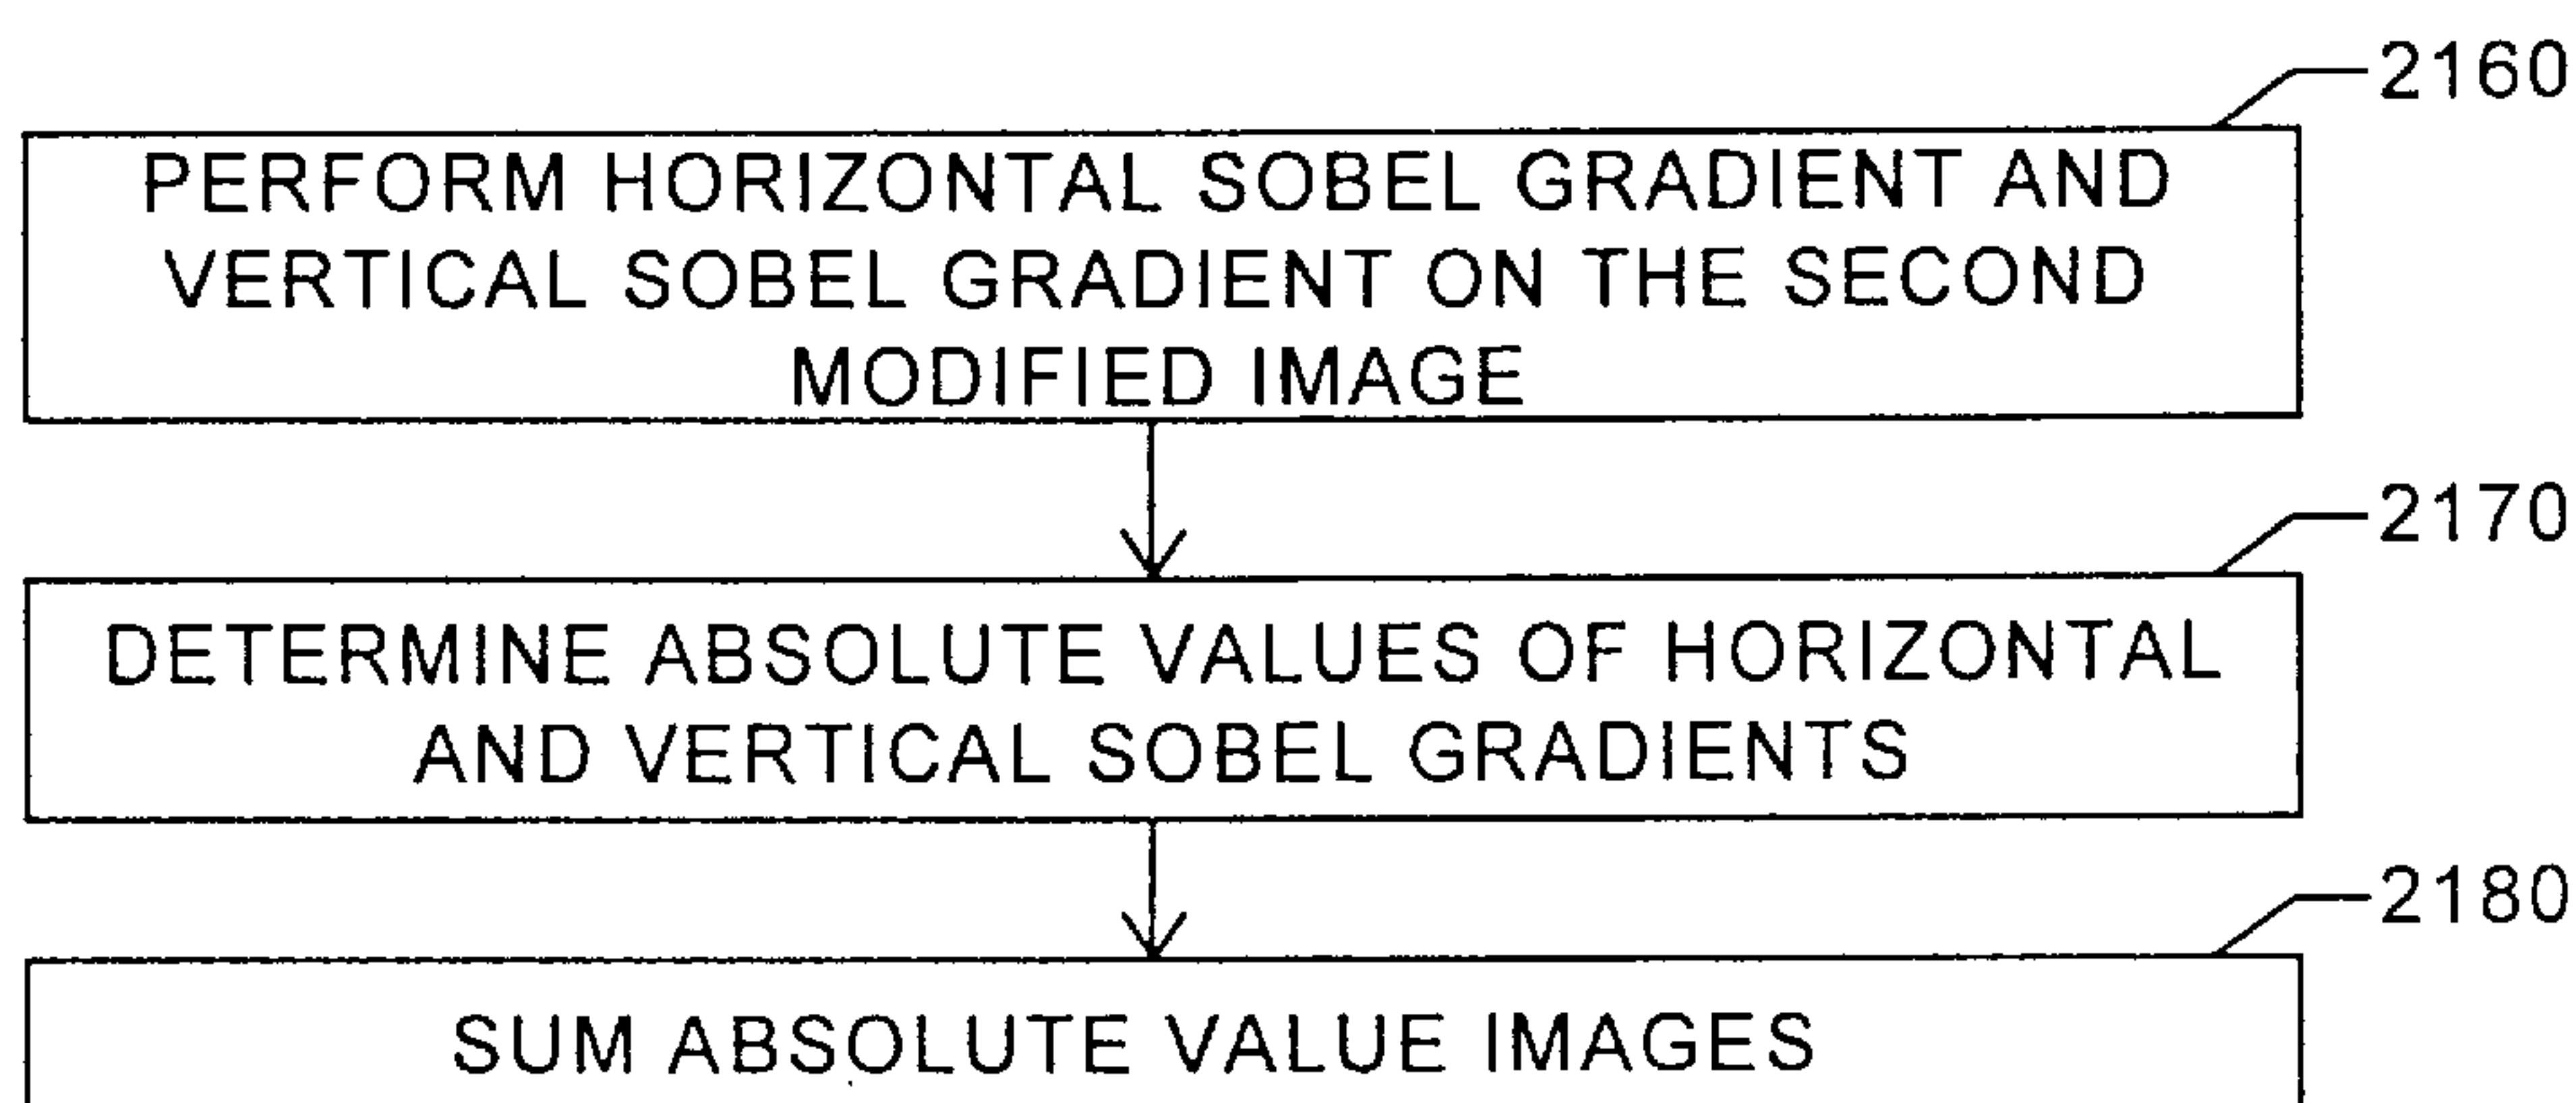 2160
PERFORM HORIZONTAL SOBEL GRADIENT AND
VERTICAL SOBEL GRADIENT ON THE SECOND
MODIFIED IMAGE
2170
DETERMINE ABSOLUTE VALUES OF HORIZONTAL
AND VERTICAL SOBEL GRADIENTS
2180
SUM ABSOLUTE VALUE IMAGES